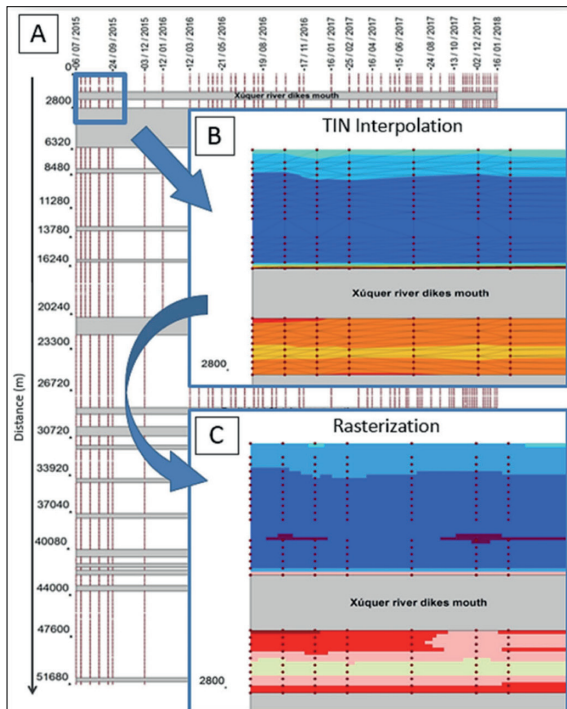 A
06 / 07 / 2015
24 / 09 / 2015
03 / 12 / 2015
12 / 03 / 2016
21 / 05 / 2016
19 / 08 / 2016
17 / 11 / 2016
16 / 01 / 2017
25 / 02 / 2017
16 / 04 / 2017
15 / 06 / 2017
24 / 08 / 2017
13 / 10 / 2017
02 / 12 / 2017
16 / 01 / 2018
0
2800
6320
8480
11280
13780
16240
20240
23300
26720
30720
33920
37040
40080
44000
47600
51680
Distance (m)
Xúquer river dikes mouth
B
TIN Interpolation
Xúquer river dikes mouth
2800
C
Rasterization
Xúquer river dikes mouth
2800